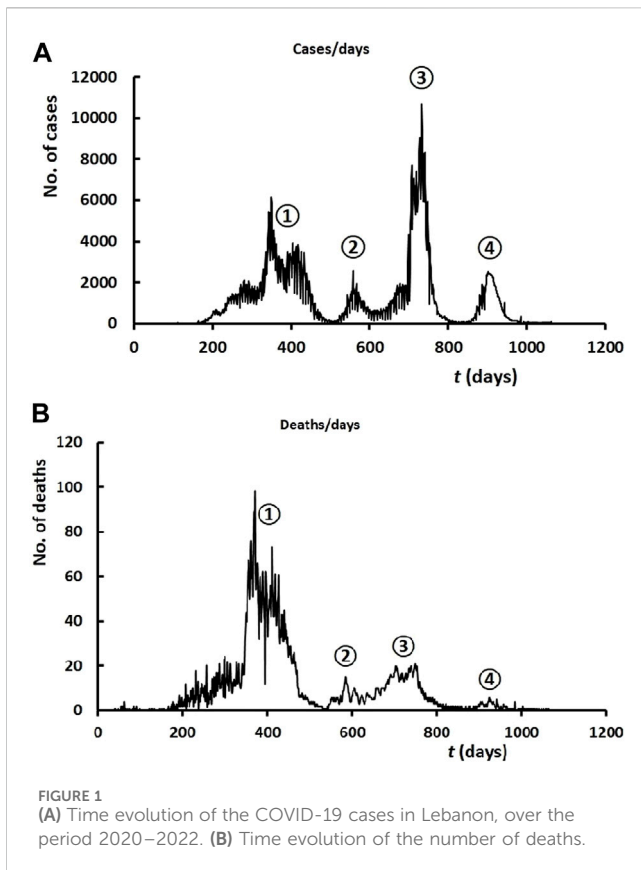 A
Cases/days
No. of cases
12000
10000
8000
6000
4000
2000
0
①
②
③
④
0 200 400 600 800 1000 1200
t (days)
B
Deaths/days
No. of deaths
120
100
80
60
40
20
0
①
②
③
④
0 200 400 600 800 1000 1200
t (days)
FIGURE 1
(A) Time evolution of the COVID-19 cases in Lebanon, over the
period 2020–2022. (B) Time evolution of the number of deaths.